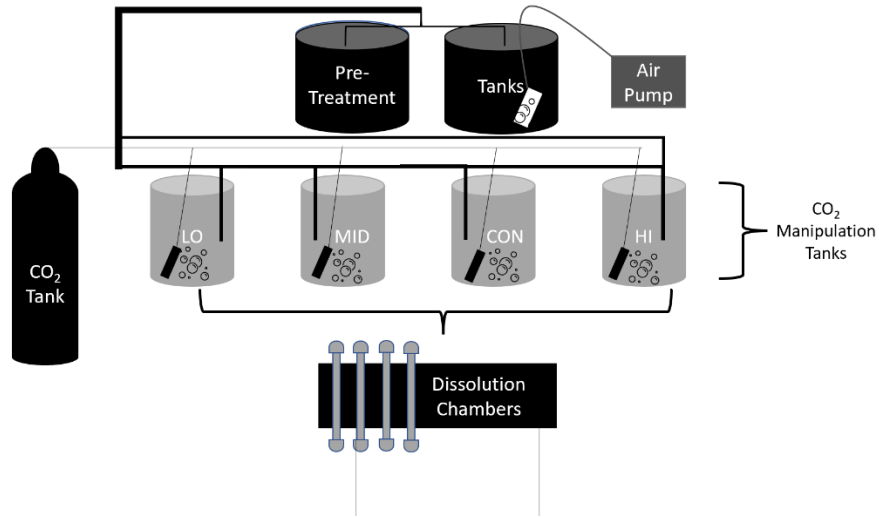 Pre-
Treatment
Tanks
Air
Pump
LO
MID
CON
HI
CO₂
Manipulation
Tanks
CO₂
Tank
Dissolution
Chambers